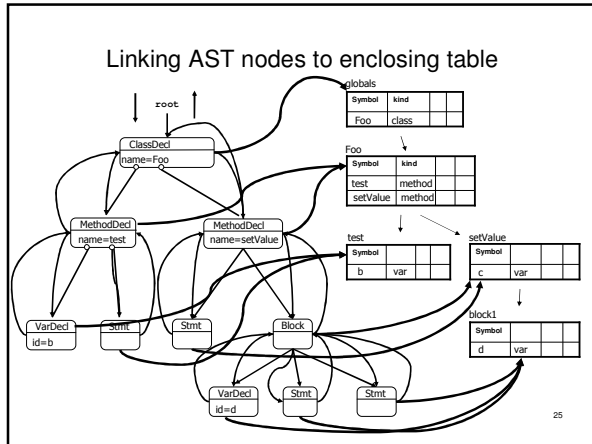 Linking AST nodes to enclosing table
root
ClassDecl
name=Foo
MethodDecl
name=test
MethodDecl
name=setValue
VarDecl
id=b
Stmt
Stmt
Block
VarDecl
id=d
Stmt
Stmt
globals
Symbol kind
Foo class
Foo
Symbol kind
test method
setValue method
test
Symbol
b var
setValue
Symbol
c var
block1
Symbol
d var
25